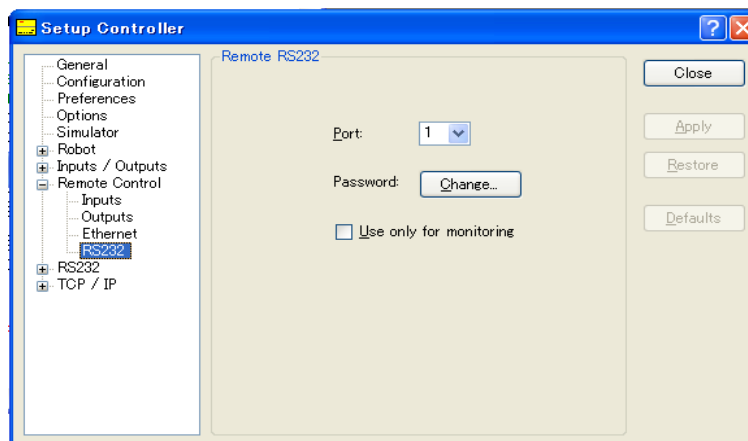 Setup Controller
General
Configuration
Preferences
Options
Simulator
Robot
Inputs / Outputs
Remote Control
Inputs
Outputs
Ethernet
RS232
RS232
TCP / IP
Remote RS232
Port: 1
Password: Change...
Use only for monitoring
Close
Apply
Restore
Defaults